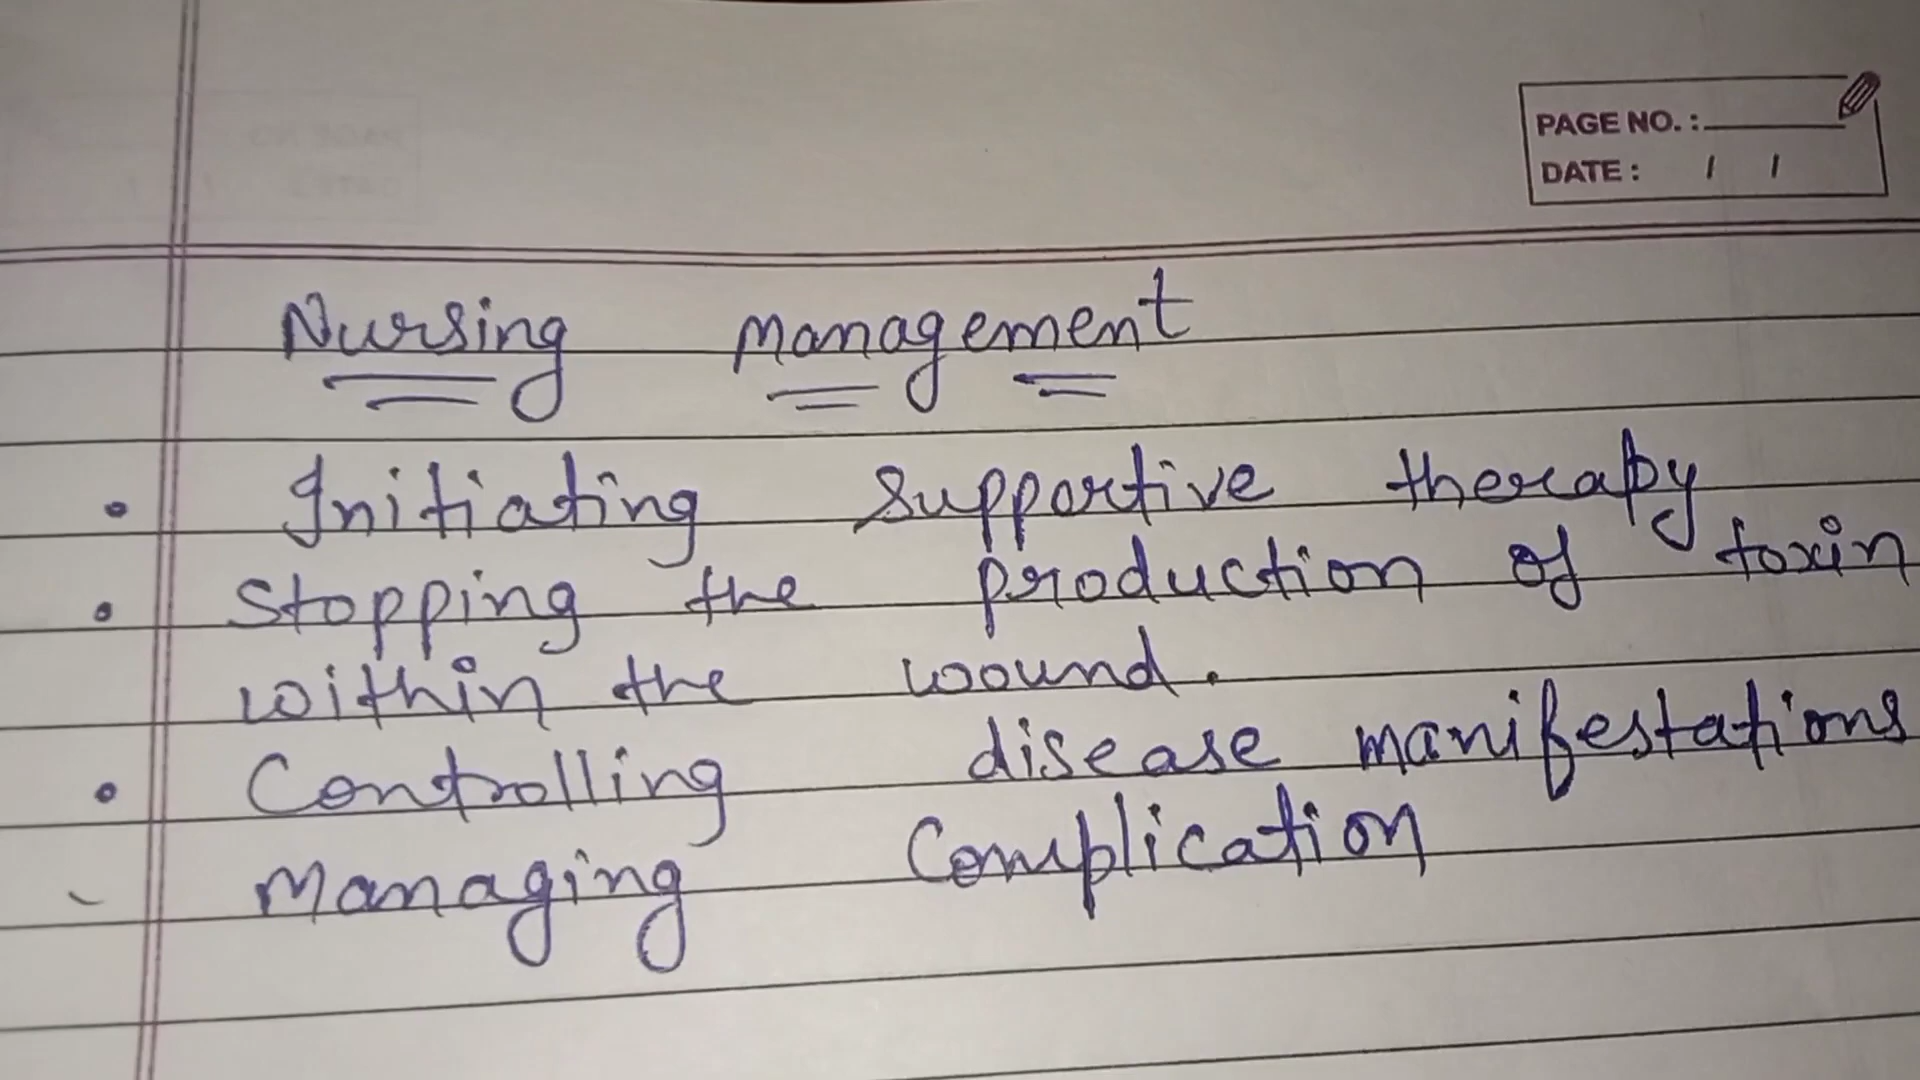 PAGE NO. :
DATE : / /
Nursing management
• Initiating supportive therapy
• Stopping the production of toxin
within the wound.
• Controlling disease manifestations
- Managing Complication